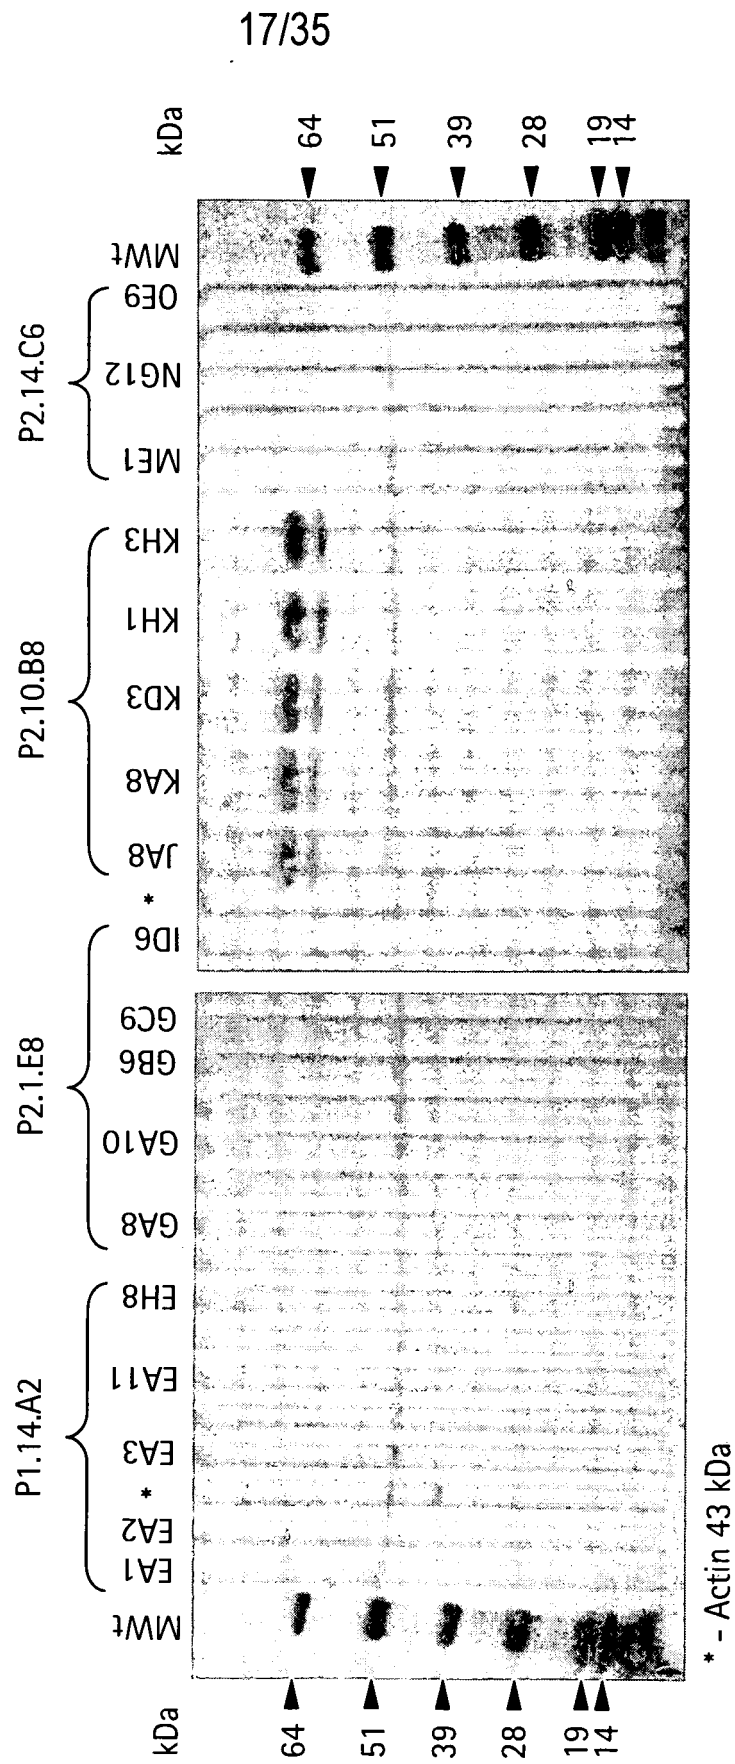 17/35
P1.14.A2
P2.1.E8
P2.10.B8
P2.14.C6
kDa
MWt
EA1
EA2
*
EA3
EA11
EH8
GA8
GA10
GB6
GC9
ID6
*
JA8
KA8
KD3
KH1
KH3
ME1
NG12
OE9
MWt
kDa
64
51
39
28
19
14
64
51
39
28
19
14
* - Actin 43 kDa